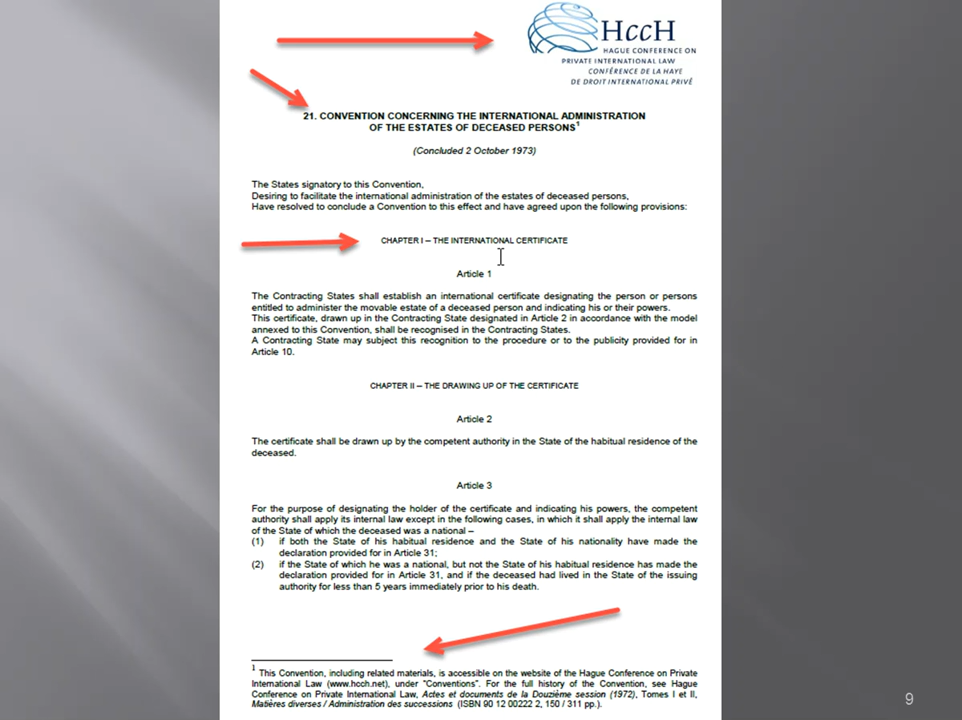 HccH
HAGUE CONFERENCE ON
PRIVATE INTERNATIONAL LAW
CONFÉRENCE DE LA HAYE
DE DROIT INTERNATIONAL PRIVÉ
21. CONVENTION CONCERNING THE INTERNATIONAL ADMINISTRATION
OF THE ESTATES OF DECEASED PERSONS1
(Concluded 2 October 1973)
The States signatory to this Convention,
Desiring to facilitate the international administration of the estates of deceased persons,
Have resolved to conclude a Convention to this effect and have agreed upon the following provisions:
CHAPTER I – THE INTERNATIONAL CERTIFICATE
Article 1
The Contracting States shall establish an international certificate designating the person or persons
entitled to administer the movable estate of a deceased person and indicating his or their powers.
This certificate, drawn up in the Contracting State designated in Article 2 in accordance with the model
annexed to this Convention, shall be recognised in the Contracting States.
A Contracting State may subject this recognition to the procedure or to the publicity provided for in
Article 10.
CHAPTER II – THE DRAWING UP OF THE CERTIFICATE
Article 2
The certificate shall be drawn up by the competent authority in the State of the habitual residence of the
deceased.
Article 3
For the purpose of designating the holder of the certificate and indicating his powers, the competent
authority shall apply its internal law except in the following cases, in which it shall apply the internal law
of the State of which the deceased was a national –
(1) if both the State of his habitual residence and the State of his nationality have made the
declaration provided for in Article 31;
(2) if the State of which he was a national, but not the State of his habitual residence has made the
declaration provided for in Article 31, and if the deceased had lived in the State of the issuing
authority for less than 5 years immediately prior to his death.
1 This Convention, including related materials, is accessible on the website of the Hague Conference on Private
International Law (www.hcch.net), under "Conventions". For the full history of the Convention, see Hague
Conference on Private International Law, Actes et documents de la Douzième session (1972), Tomes I et II,
Matières diverses / Administration des successions (ISBN 90 12 00222 2, 150 / 311 pp.).
9